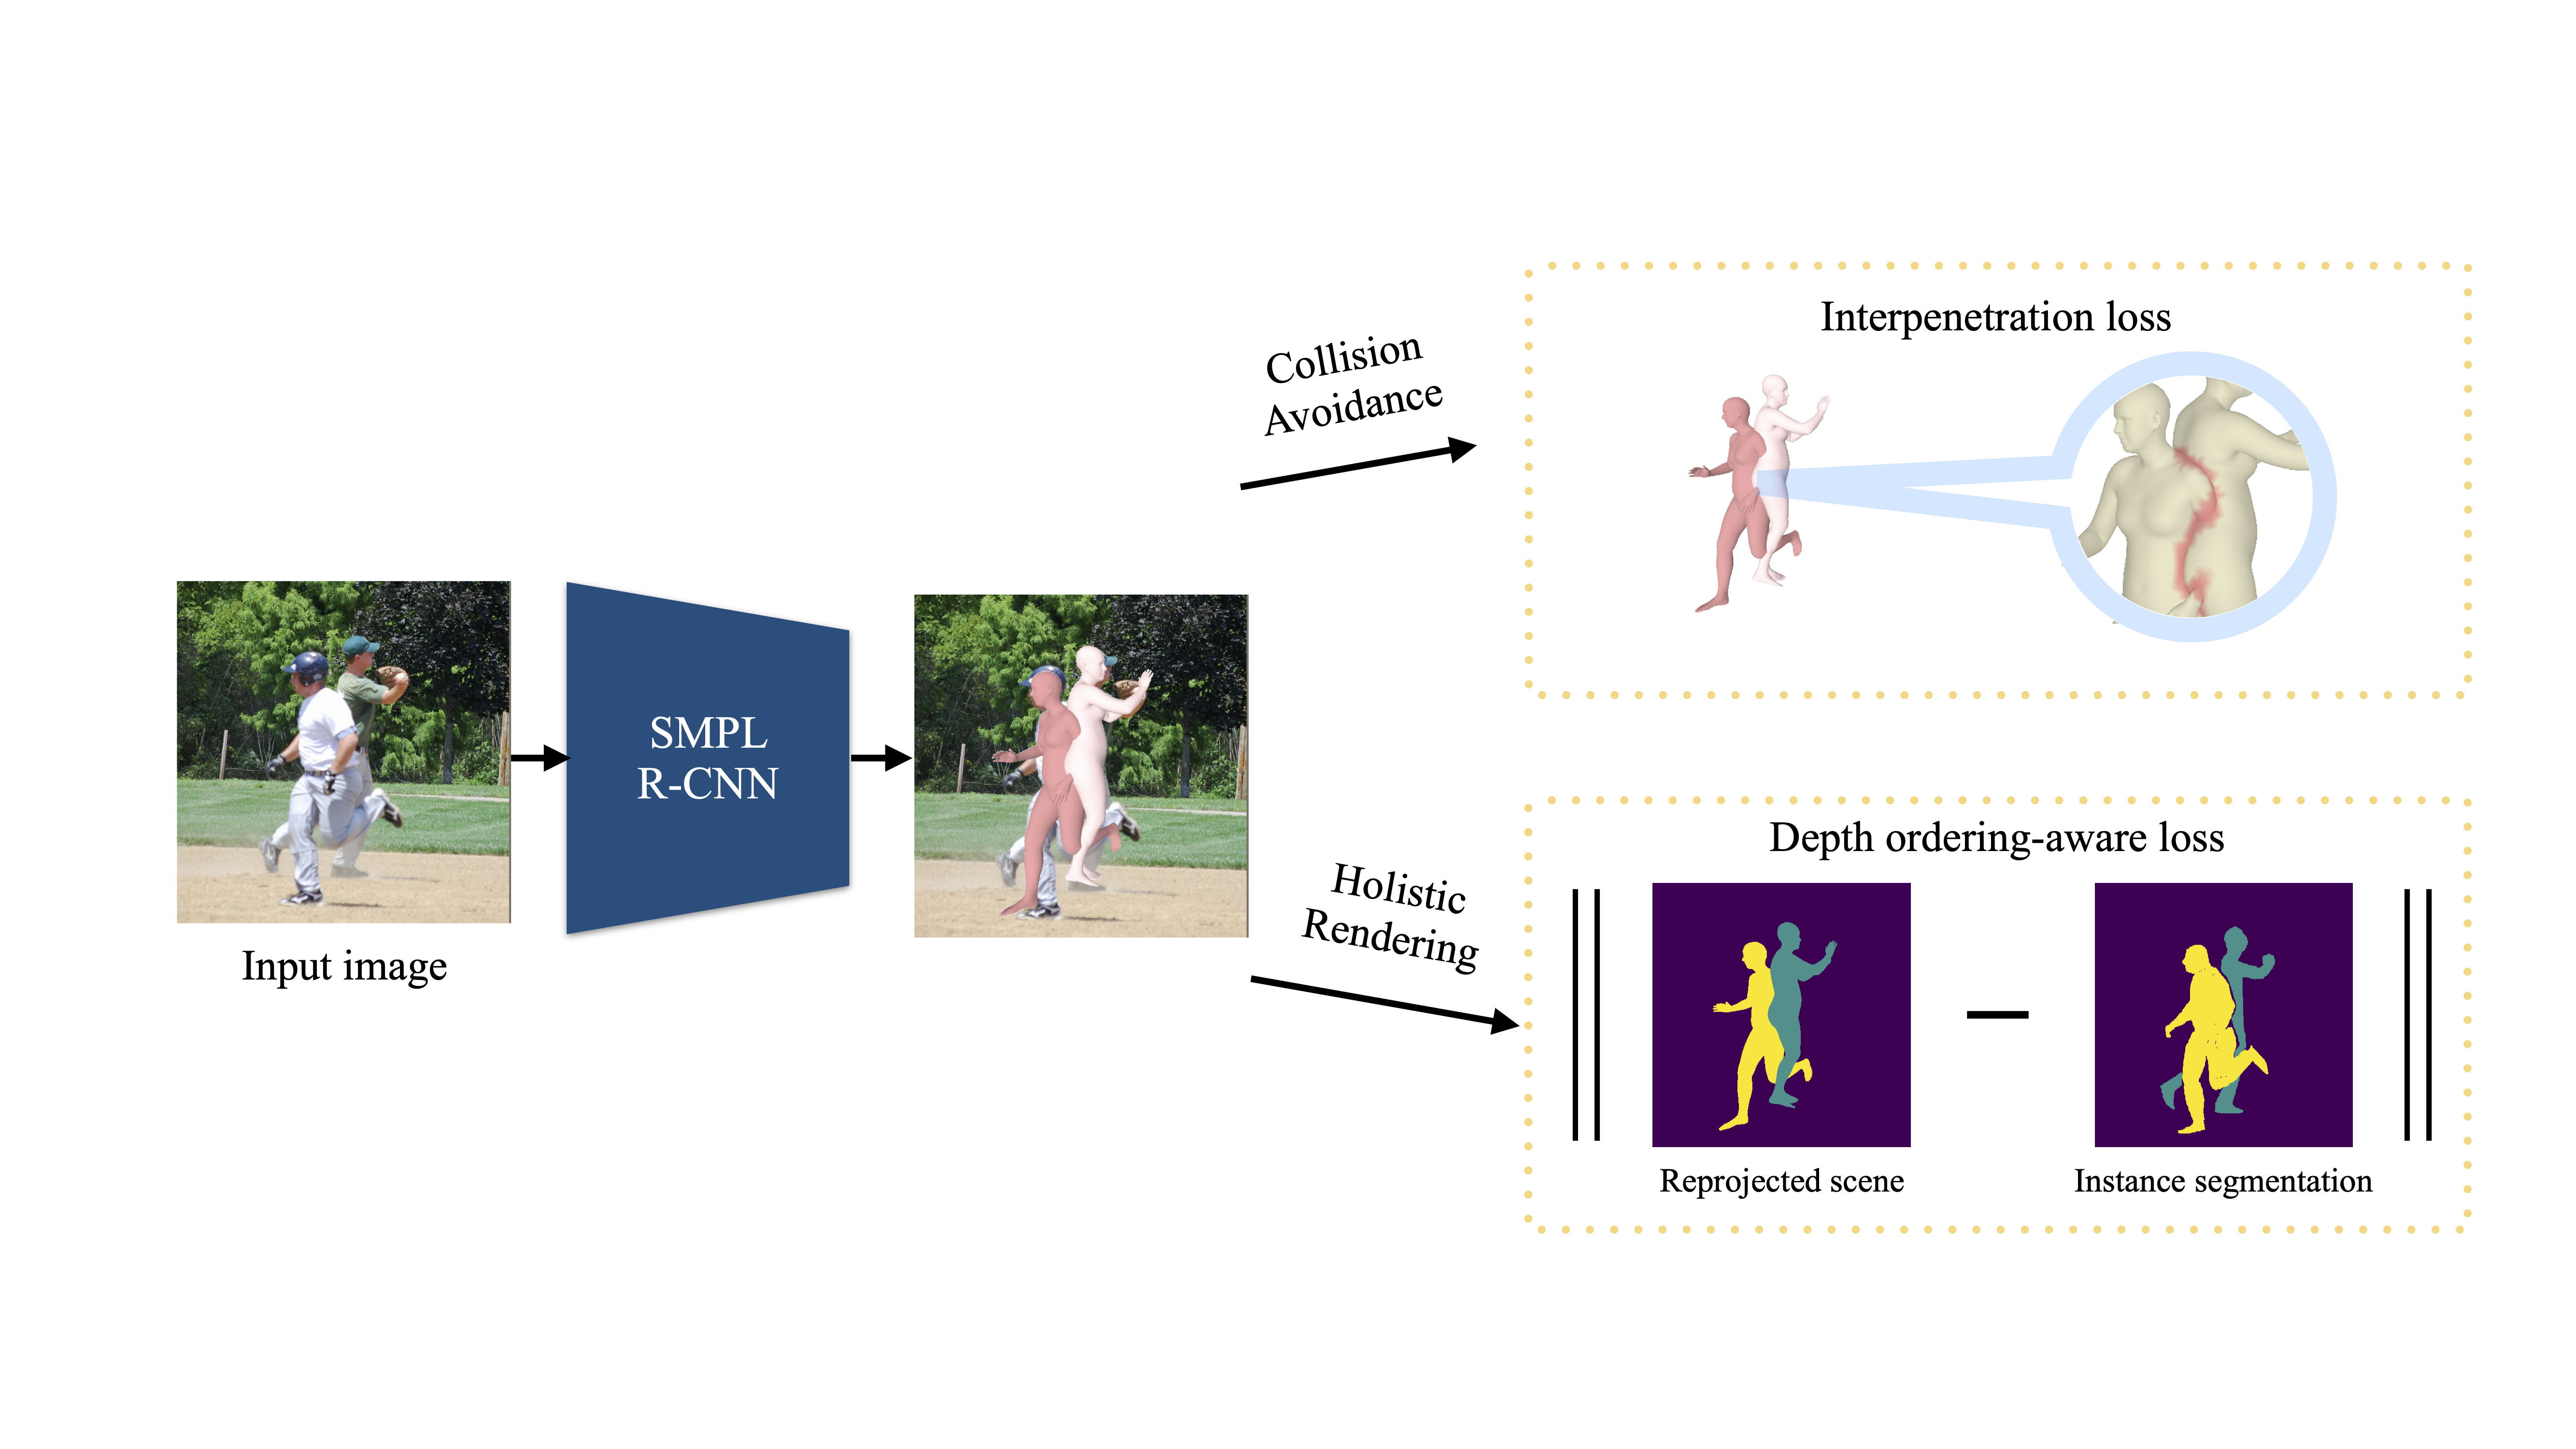 Input image
SMPL
R-CNN
Collision
Avoidance
Holistic
Rendering
Interpenetration loss
Depth ordering-aware loss
Reprojected scene
Instance segmentation